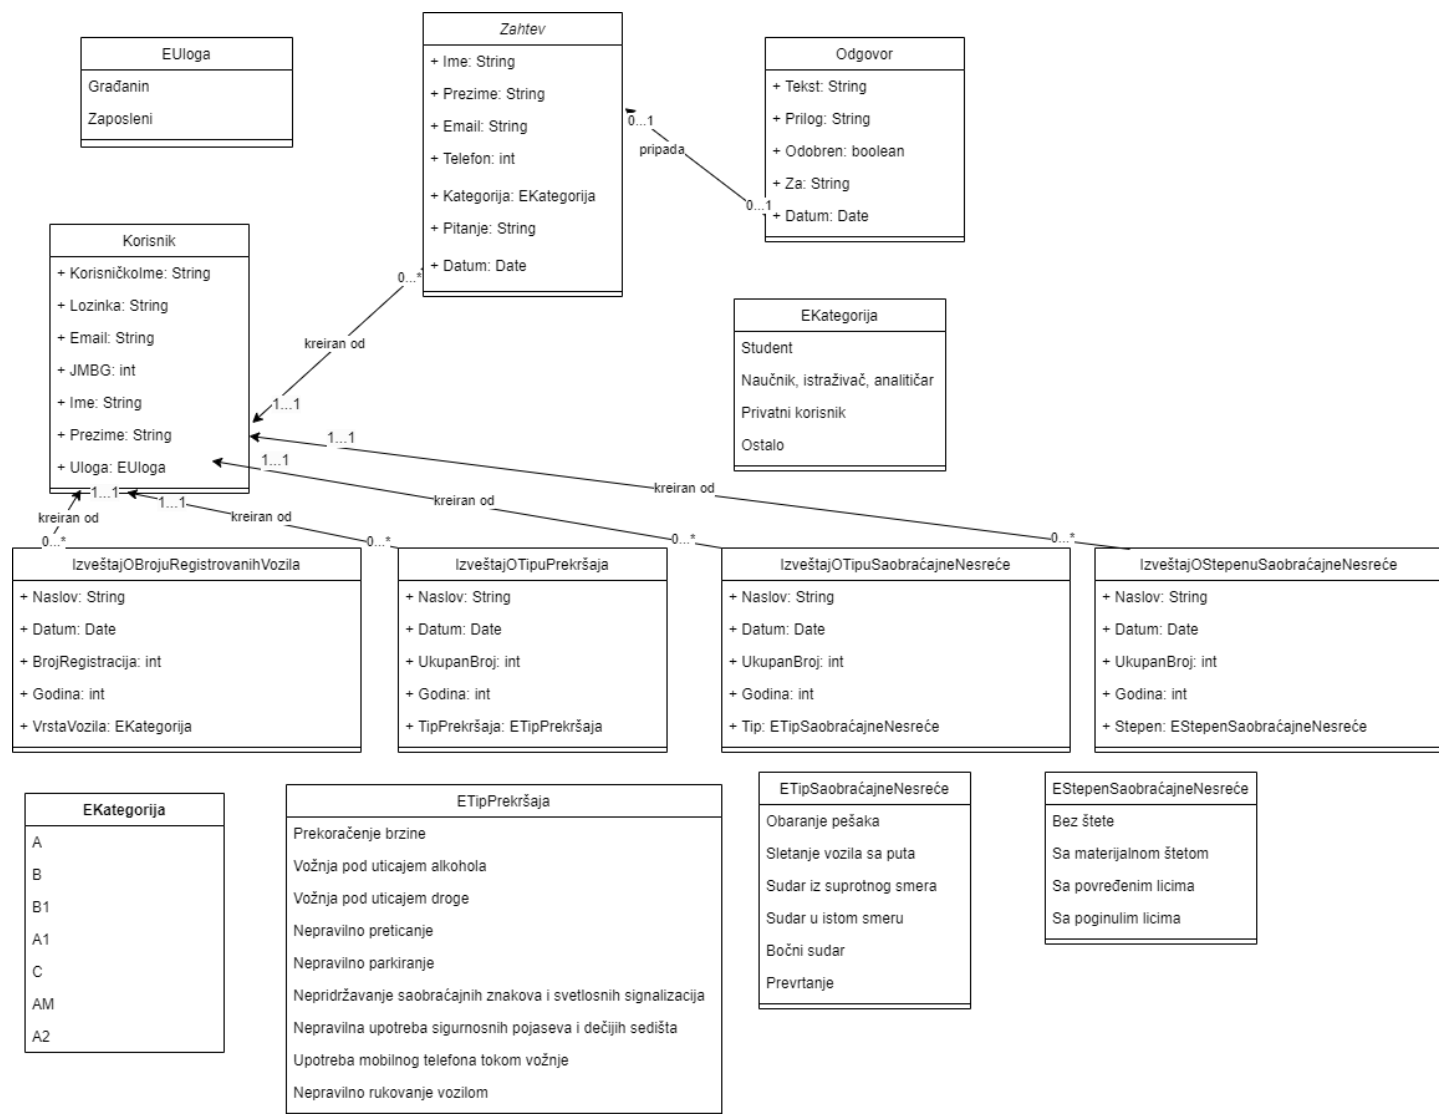 EUloga
Građanin
Zaposleni
Zahtev
+ Ime: String
+ Prezime: String
+ Email: String
+ Telefon: int
+ Kategorija: EKategorija
+ Pitanje: String
+ Datum: Date
Odgovor
+ Tekst: String
+ Prilog: String
+ Odobren: boolean
+ Za: String
+ Datum: Date
0...1
pripada
0...1
Korisnik
+ KorisničkoIme: String
+ Lozinka: String
+ Email: String
+ JMBG: int
+ Ime: String
+ Prezime: String
+ Uloga: EUloga
0...*
kreiran od
1...1
EKategorija
Student
Naučnik, istraživač, analitičar
Privatni korisnik
Ostalo
1...1
kreiran od
0...*
1...1
kreiran od
0...*
1...1
kreiran od
0...*
1...1
kreiran od
0...*
IzveštajOBrojuRegistrovanihVozila
+ Naslov: String
+ Datum: Date
+ BrojRegistracija: int
+ Godina: int
+ VrstaVozila: EKategorija
IzveštajOTipuPrekršaja
+ Naslov: String
+ Datum: Date
+ UkupanBroj: int
+ Godina: int
+ TipPrekršaja: ETipPrekršaja
IzveštajOTipuSaobraćajneNesreće
+ Naslov: String
+ Datum: Date
+ UkupanBroj: int
+ Godina: int
+ Tip: ETipSaobraćajneNesreće
IzveštajOStepenuSaobraćajneNesreće
+ Naslov: String
+ Datum: Date
+ UkupanBroj: int
+ Godina: int
+ Stepen: EStepenSaobraćajneNesreće
EKategorija
A
B
B1
A1
C
AM
A2
ETipPrekršaja
Prekoračenje brzine
Vožnja pod uticajem alkohola
Vožnja pod uticajem droge
Nepravilno preticanje
Nepravilno parkiranje
Nepridržavanje saobraćajnih znakova i svetlosnih signalizacija
Nepravilna upotreba sigurnosnih pojaseva i dečijih sedišta
Upotreba mobilnog telefona tokom vožnje
Nepravilno rukovanje vozilom
ETipSaobraćajneNesreće
Obaranje pešaka
Sletanje vozila sa puta
Sudar iz suprotnog smera
Sudar u istom smeru
Bočni sudar
Prevrtanje
EStepenSaobraćajneNesreće
Bez štete
Sa materijalnom štetom
Sa povređenim licima
Sa poginulim licima